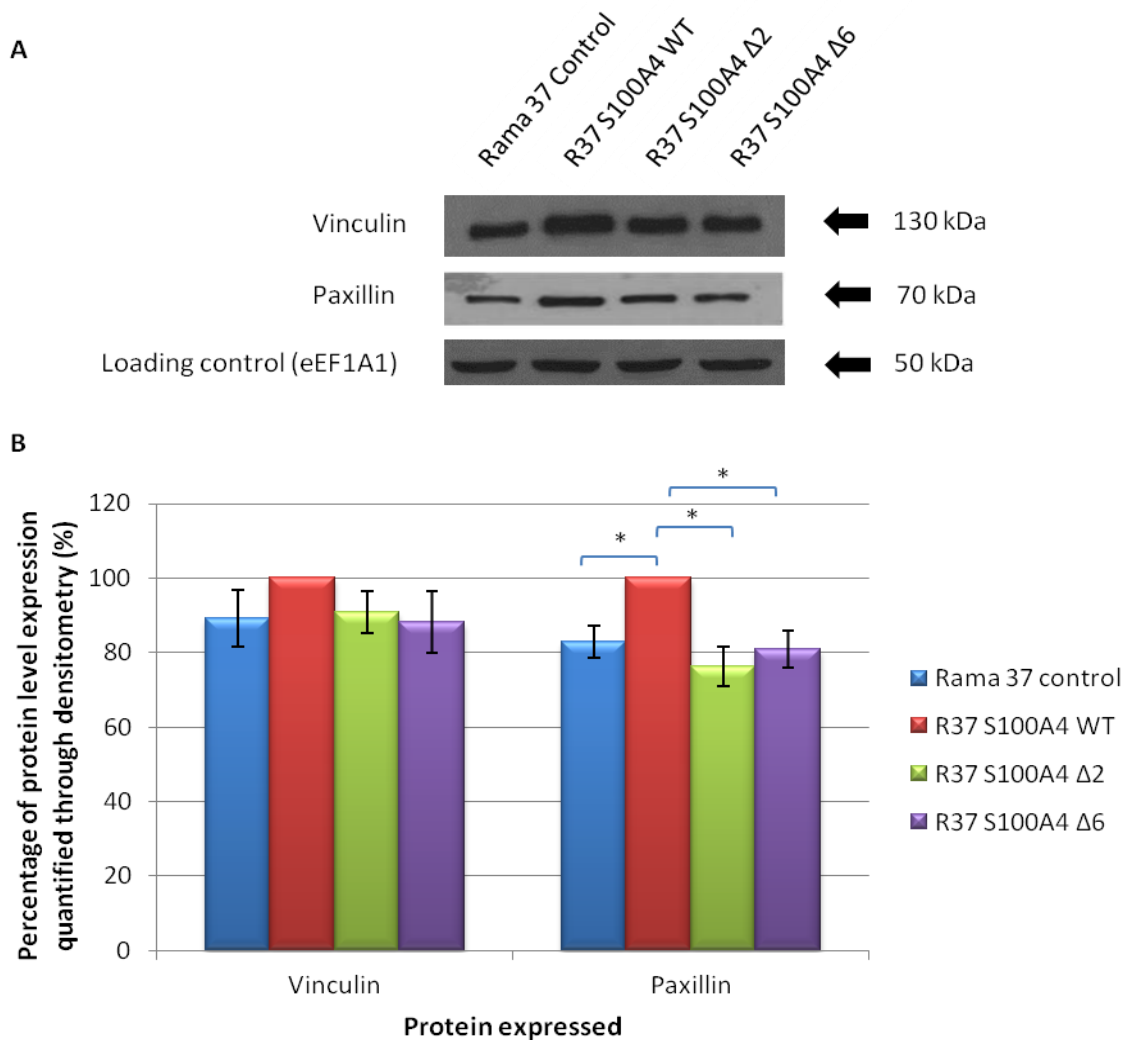 A
Rama 37 Control
R37 S100A4 WT
R37 S100A4 Δ2
R37 S100A4 Δ6
Vinculin
130 kDa
Paxillin
70 kDa
Loading control (eEF1A1)
50 kDa
B
Percentage of protein level expression
quantified through densitometry (%)
120
100
80
60
40
20
0
*
*
*
Vinculin
Paxillin
Protein expressed
Rama 37 control
R37 S100A4 WT
R37 S100A4 Δ2
R37 S100A4 Δ6